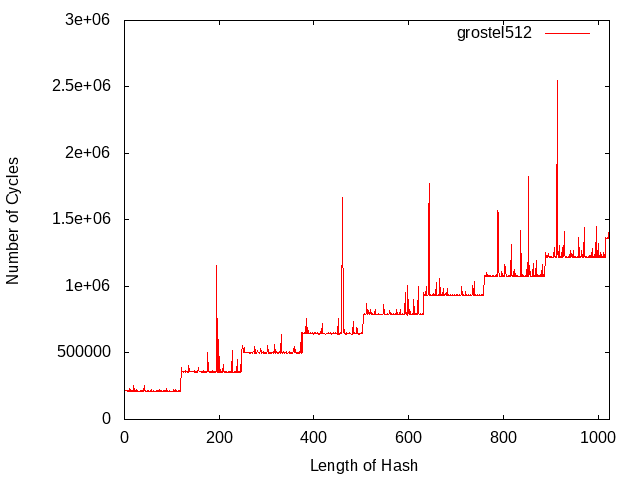 3e+06
grostel512
2.5e+06
2e+06
1.5e+06
1e+06
500000
0
Number of Cycles
0 200 400 600 800 1000
Length of Hash